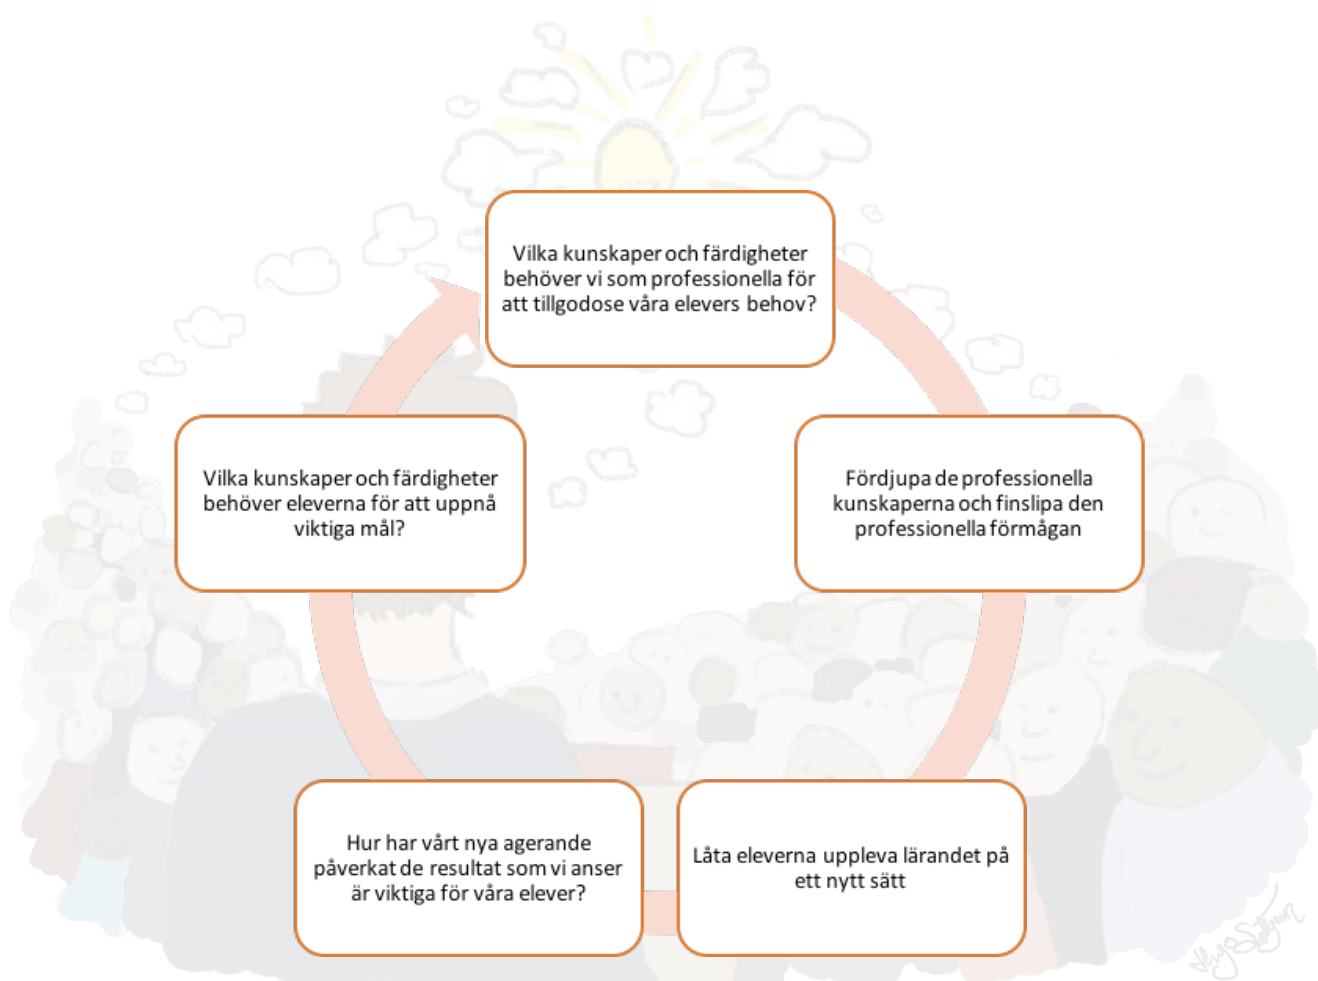 Vilka kunskaper och färdigheter
behöver vi som professionella för
att tillgodose våra elevers behov?
Fördjupa de professionella
kunskaperna och finslipa den
professionella förmågan
Låta eleverna uppleva lärandet på
ett nytt sätt
Hur har vårt nya agerande
påverkat de resultat som vi anser
är viktiga för våra elever?
Vilka kunskaper och färdigheter
behöver eleverna för att uppnå
viktiga mål?